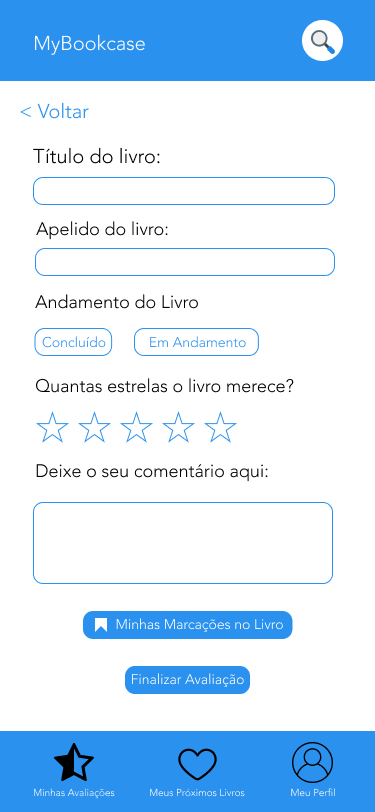 MyBookcase
< Voltar
Título do livro:
Apelido do livro:
Andamento do Livro
Concluído Em Andamento
Quantas estrelas o livro merece?
Deixe o seu comentário aqui:
Minhas Marcações no Livro
Finalizar Avaliação
Minhas Avaliações Meus Próximos Livros Meu Perfil